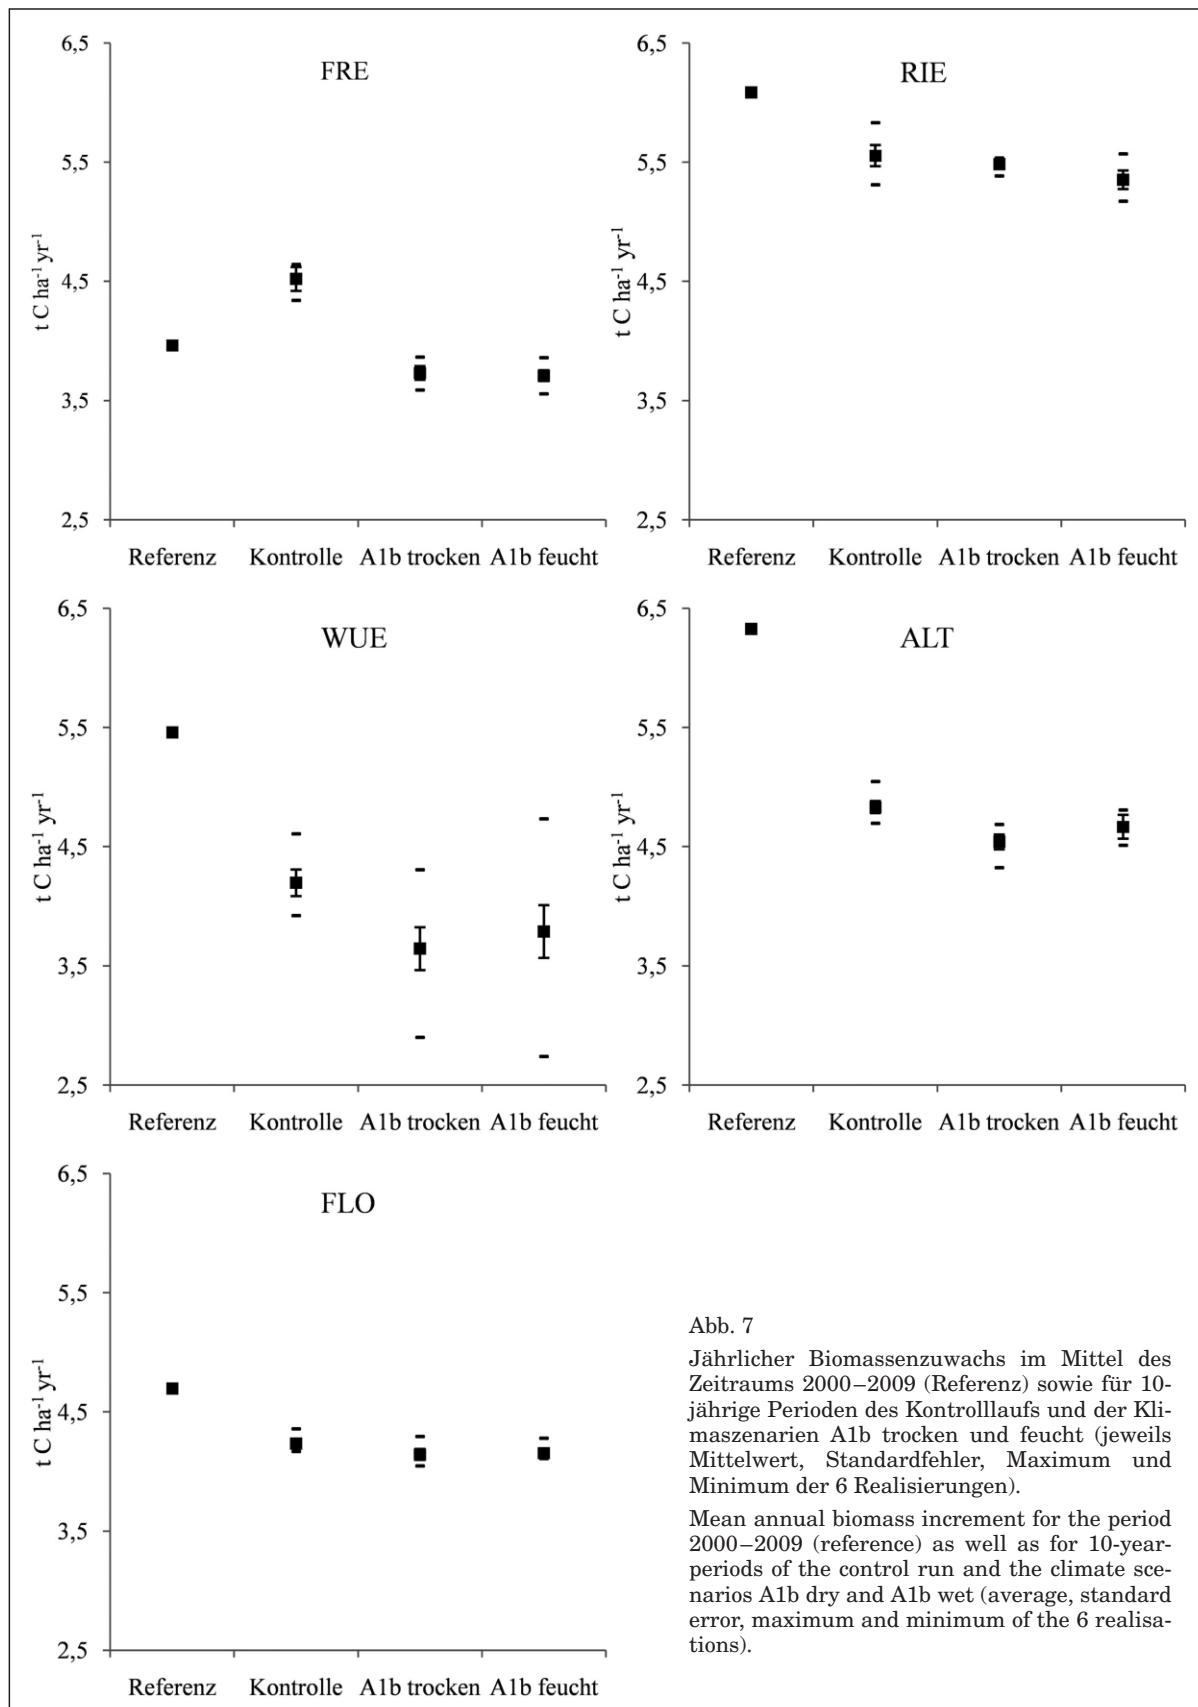 FRE
6,5
5,5
4,5
3,5
2,5
t C ha⁻¹ yr⁻¹
Referenz Kontrolle A1b trocken A1b feucht
RIE
6,5
5,5
4,5
3,5
2,5
t C ha⁻¹ yr⁻¹
Referenz Kontrolle A1b trocken A1b feucht
WUE
6,5
5,5
4,5
3,5
2,5
t C ha⁻¹ yr⁻¹
Referenz Kontrolle A1b trocken A1b feucht
ALT
6,5
5,5
4,5
3,5
2,5
t C ha⁻¹ yr⁻¹
Referenz Kontrolle A1b trocken A1b feucht
FLO
6,5
5,5
4,5
3,5
2,5
t C ha⁻¹ yr⁻¹
Referenz Kontrolle A1b trocken A1b feucht
Abb. 7
Jährlicher Biomassenzuwachs im Mittel des
Zeitraums 2000–2009 (Referenz) sowie für 10-
jährige Perioden des Kontrolllaufs und der Kli-
maszenarien A1b trocken und feucht (jeweils
Mittelwert, Standardfehler, Maximum und
Minimum der 6 Realisierungen).
Mean annual biomass increment for the period
2000–2009 (reference) as well as for 10-year-
periods of the control run and the climate sce-
narios A1b dry and A1b wet (average, standard
error, maximum and minimum of the 6 realisa-
tions).